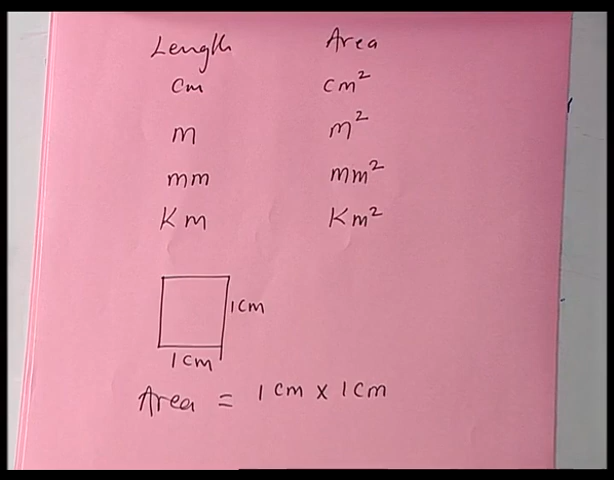 Length Area
cm cm²
m m²
mm mm²
Km Km²
1cm
1cm
Area = 1cm x 1cm